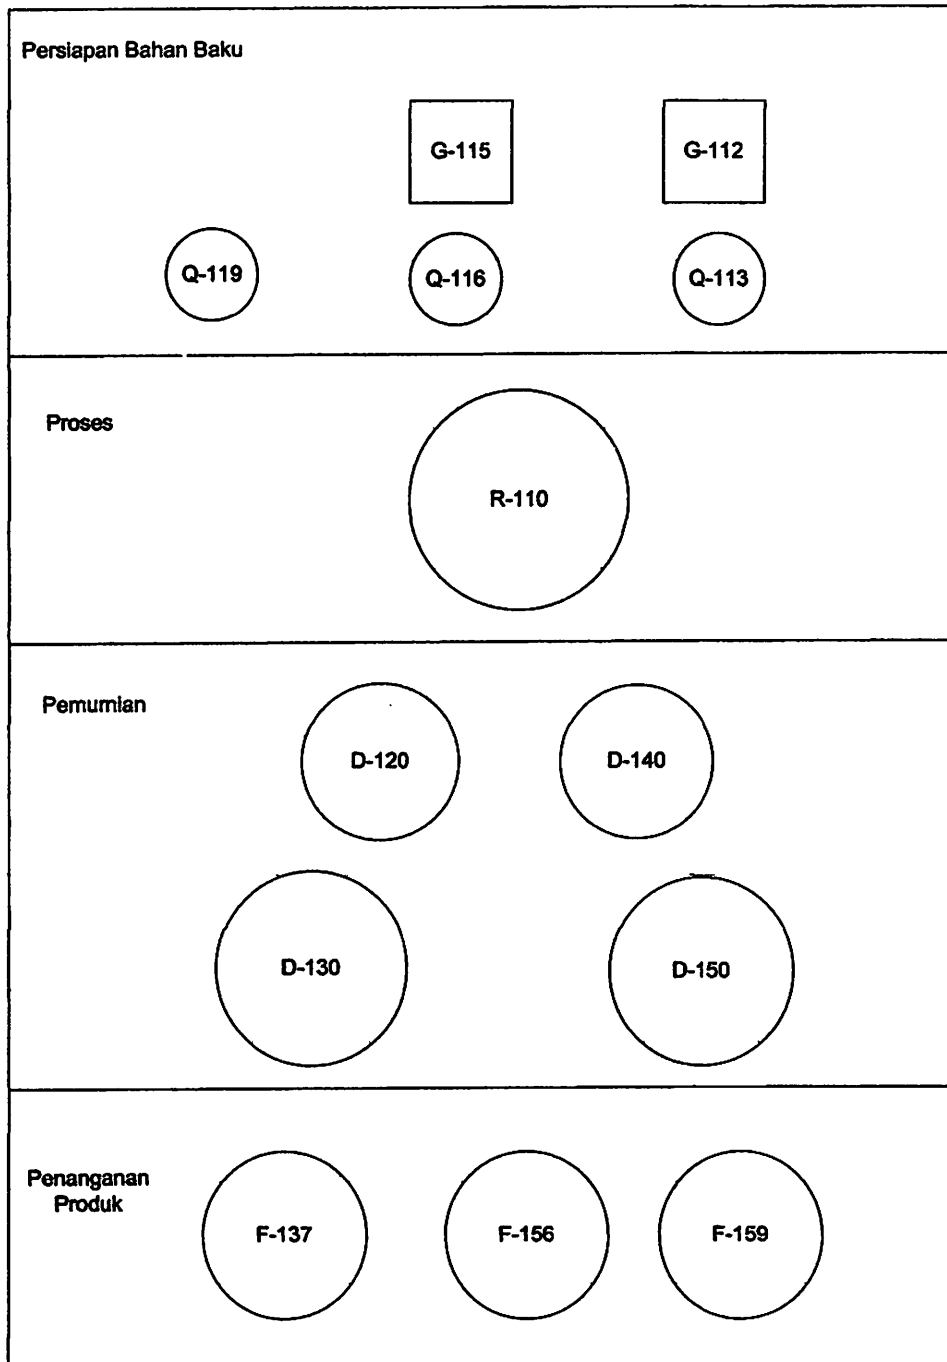 Persiapan Bahan Baku
G-115
G-112
Q-119
Q-116
Q-113
Proses
R-110
Pemurnian
D-120
D-140
D-130
D-150
Penanganan
Produk
F-137
F-156
F-159